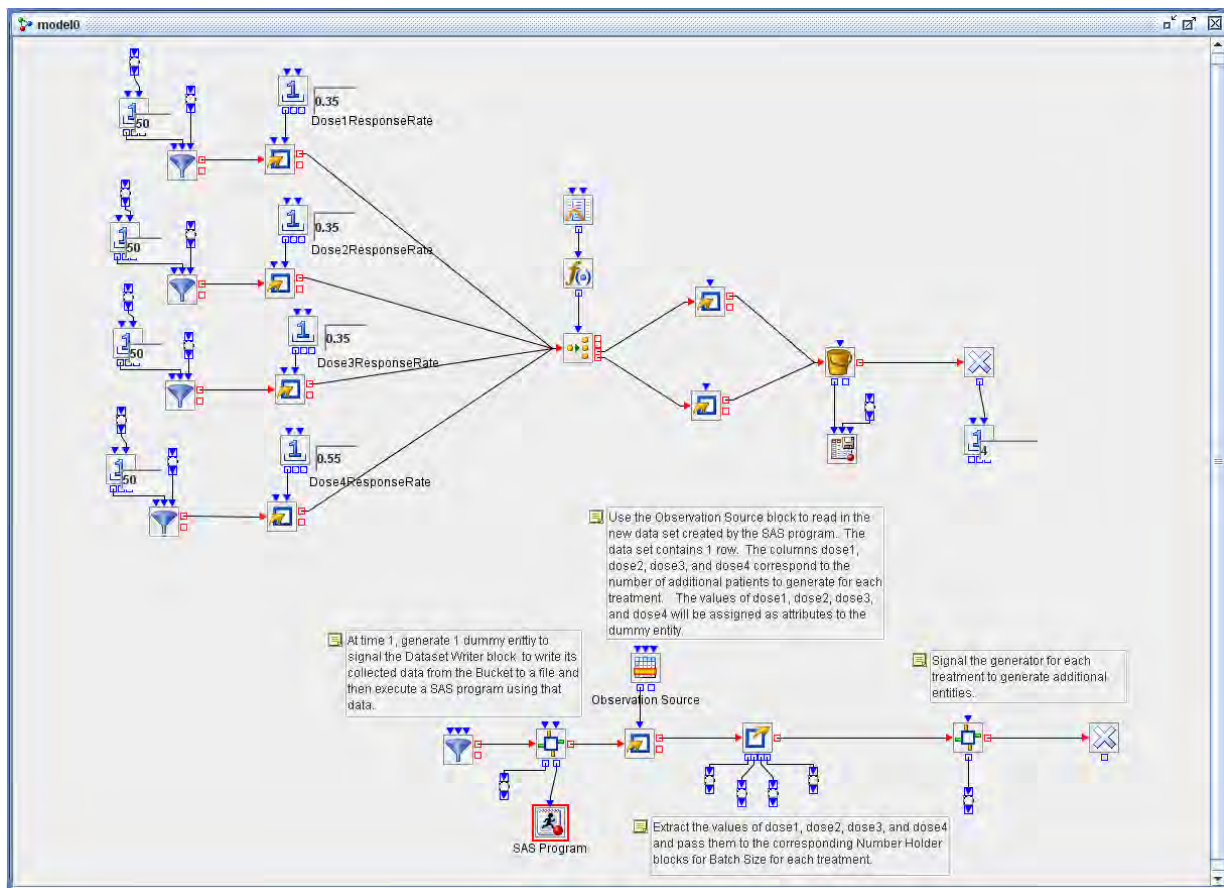 model0
0.35
50
Dose1ResponseRate
0.35
50
Dose2ResponseRate
0.35
50
Dose3ResponseRate
0.55
50
Dose4ResponseRate
4
Use the Observation Source block to read in the
new data set created by the SAS program. The
data set contains 1 row. The columns dose1,
dose2, dose3, and dose4 correspond to the
number of additional patients to generate for each
treatment. The values of dose1, dose2, dose3,
and dose4 will be assigned as attributes to the
dummy entity.
At time 1, generate 1 dummy enttiy to
signal the Dataset Writer block to write its
collected data from the Bucket to a file and
then execute a SAS program using that
data.
Signal the generator for each
treatment to generate additional
entities.
Observation Source
SAS Program
Extract the values of dose1, dose2, dose3, and dose4
and pass them to the corresponding Number Holder
blocks for Batch Size for each treatment.